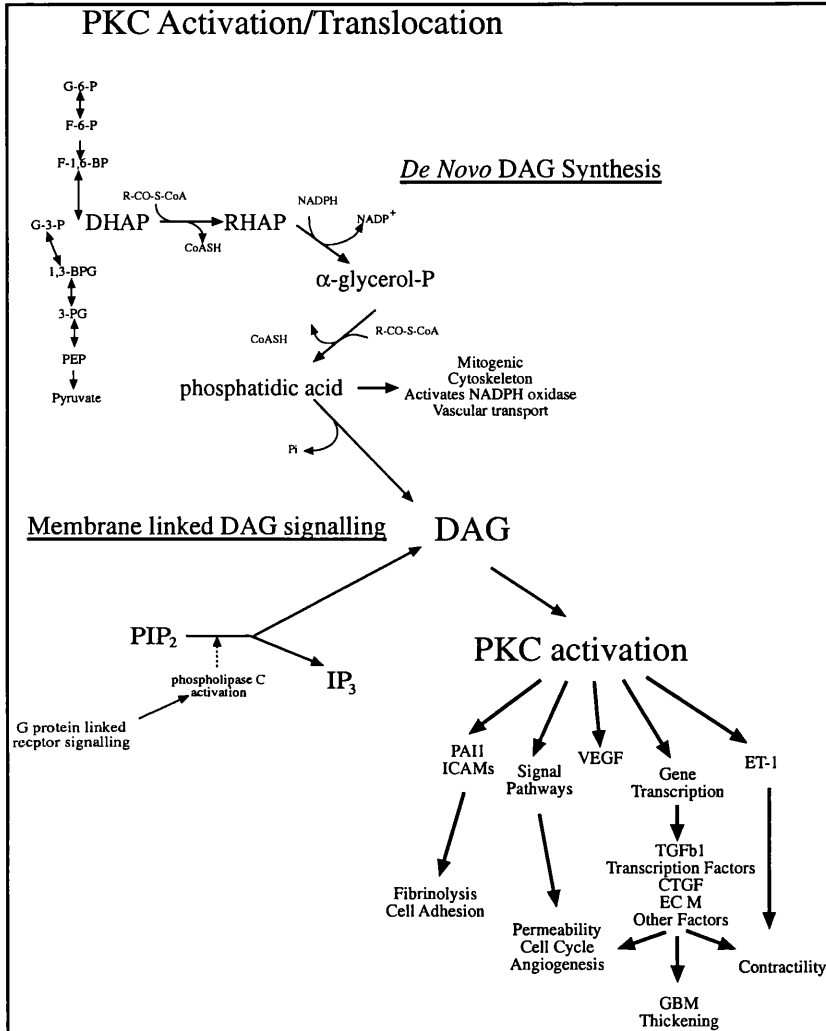 PKC Activation/Translocation
G-6-P
F-6-P
F-1,6-BP
De Novo DAG Synthesis
R-CO-S-CoA
NADPH
NADP+
G-3-P
DHAP
RHAP
CoASH
1,3-BPG
α-glycerol-P
3-PG
CoASH
R-CO-S-CoA
PEP
Pyruvate
phosphatidic acid
Mitogenic
Cytoskeleton
Activates NADPH oxidase
Vascular transport
Pi
Membrane linked DAG signalling
DAG
PIP2
phospholipase C
activation
IP3
G protein linked
recptor signalling
PKC activation
PAI1
ICAMs
Signal
Pathways
VEGF
Gene
Transcription
ET-1
TGFb1
Transcription Factors
CTGF
EC M
Other Factors
Fibrinolysis
Cell Adhesion
Permeability
Cell Cycle
Angiogenesis
Contractility
GBM
Thickening